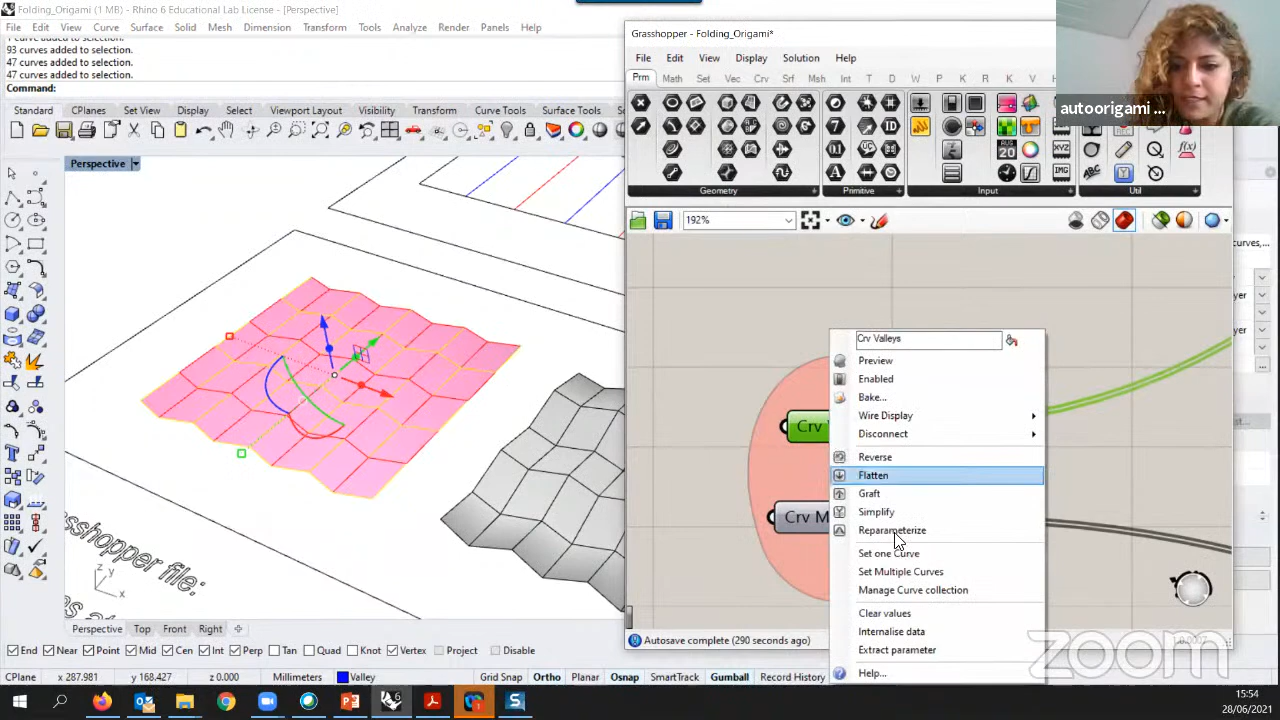 Folding_Origami (1 MB) - Rhino 6 Educational Lab License - [Perspective]
File Edit View Curve Surface Solid Mesh Dimension Transform Tools Analyze Render Panels Help
93 curves added to selection.
47 curves added to selection.
47 curves added to selection.
Command:
Standard CPlanes Set View Display Select Viewport Layout Visibility Transform Curve Tools Surface Tools
Perspective
Grasshopper - Folding_Origami*
File Edit View Display Solution Help
Prm Math Set Vec Crv Srf Msh Int T D W P K R K V
Geometry Primitive Input Util
192%
autoorigami ...
Crv Valleys
Preview
Enabled
Bake...
Wire Display
Disconnect
Reverse
Flatten
Graft
Simplify
Reparameterize
Set one Curve
Set Multiple Curves
Manage Curve collection
Clear values
Internalise data
Extract parameter
Help...
Crv
Crv M
Autosave complete (290 seconds ago)
zoom
Perspective Top Front Right
End Near Point Mid Cen Int Perp Tan Quad Knot Vertex Project Disable
CPlane x 287.981 y 168.427 z 0.000 Millimeters Valley Grid Snap Ortho Planar Osnap SmartTrack Gumball Record History
15:54
28/06/2021